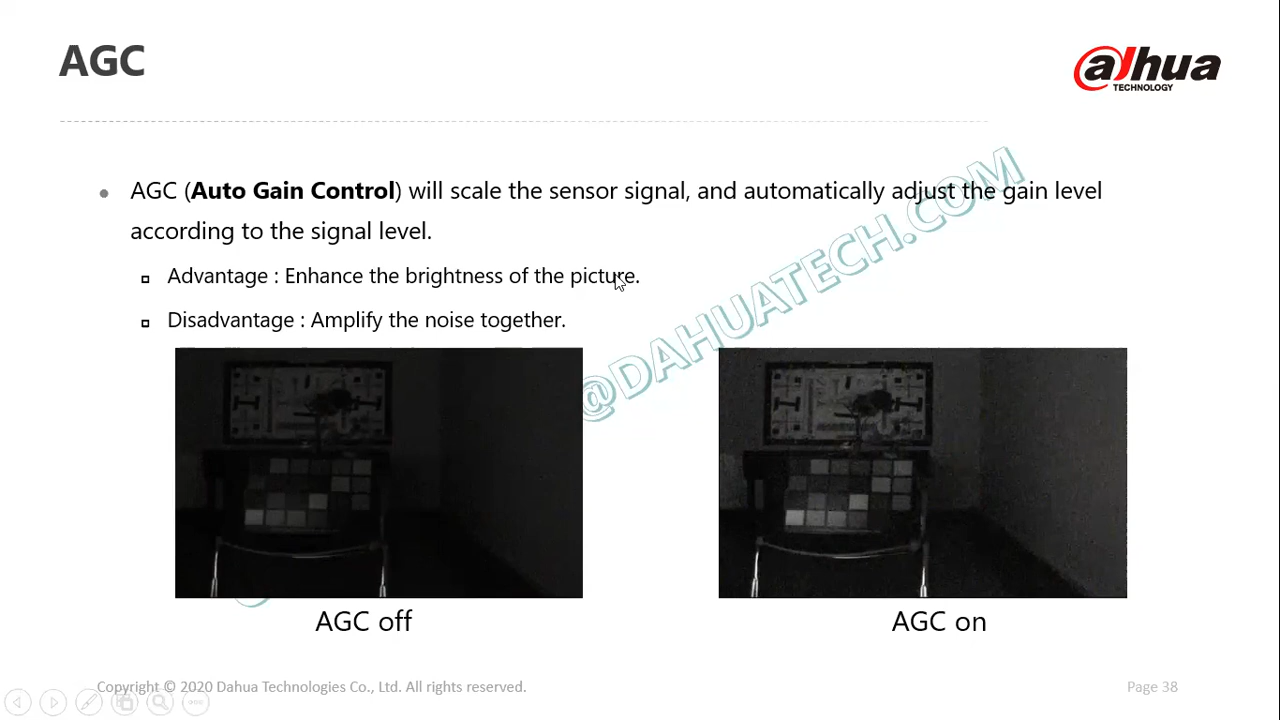 AGC
alhua
TECHNOLOGY
AGC (Auto Gain Control) will scale the sensor signal, and automatically adjust the gain level
according to the signal level.
Advantage : Enhance the brightness of the picture.
Disadvantage : Amplify the noise together.
@DAHUATECH.COM
AGC off
AGC on
Copyright © 2020 Dahua Technologies Co., Ltd. All rights reserved.
Page 38